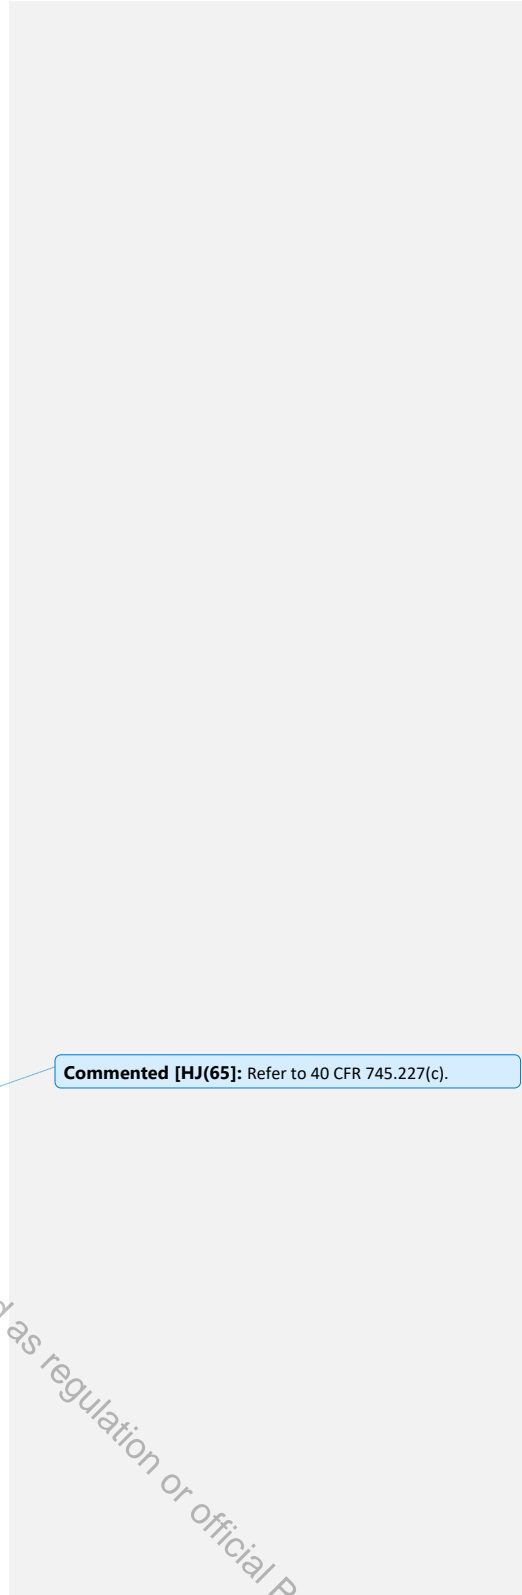 Commented [HJ(65]: Refer to 40 CFR 745.227(c).
as regulation or official